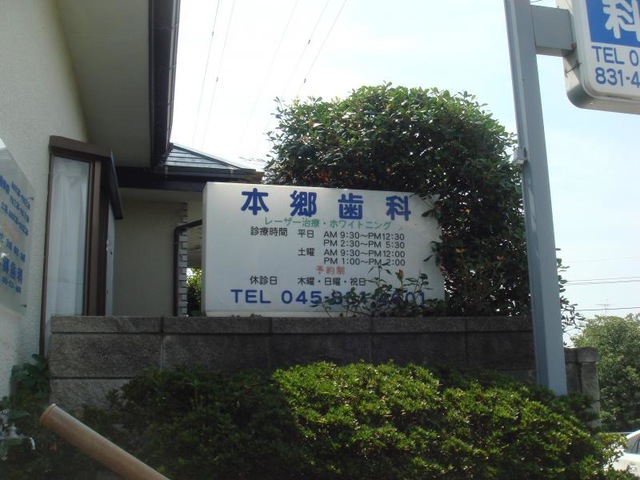 本郷歯科
レーザー治療・ホワイトニング
診療時間 平日 AM 9:30～PM12:30
PM 2:30～PM 5:30
土曜 AM 9:30～PM12:00
PM 1:00～PM 2:00
予約制
休診日 木曜・日曜・祝日
TEL 045-831-
科
TEL 0
831-4